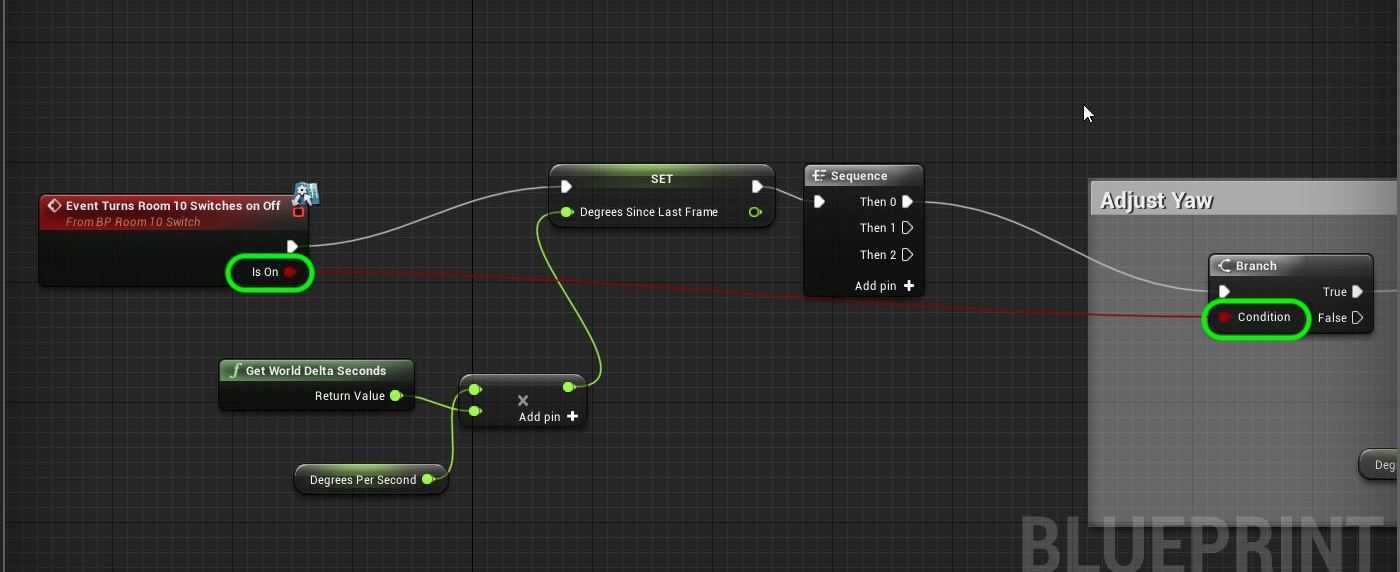 Event Turns Room 10 Switches on Off
From BP Room 10 Switch
Is On
SET
Degrees Since Last Frame
Sequence
Then 0
Then 1
Then 2
Add pin
Adjust Yaw
Branch
True
Condition
False
Get World Delta Seconds
Return Value
Add pin
Degrees Per Second
Deg
BLUEPRINT